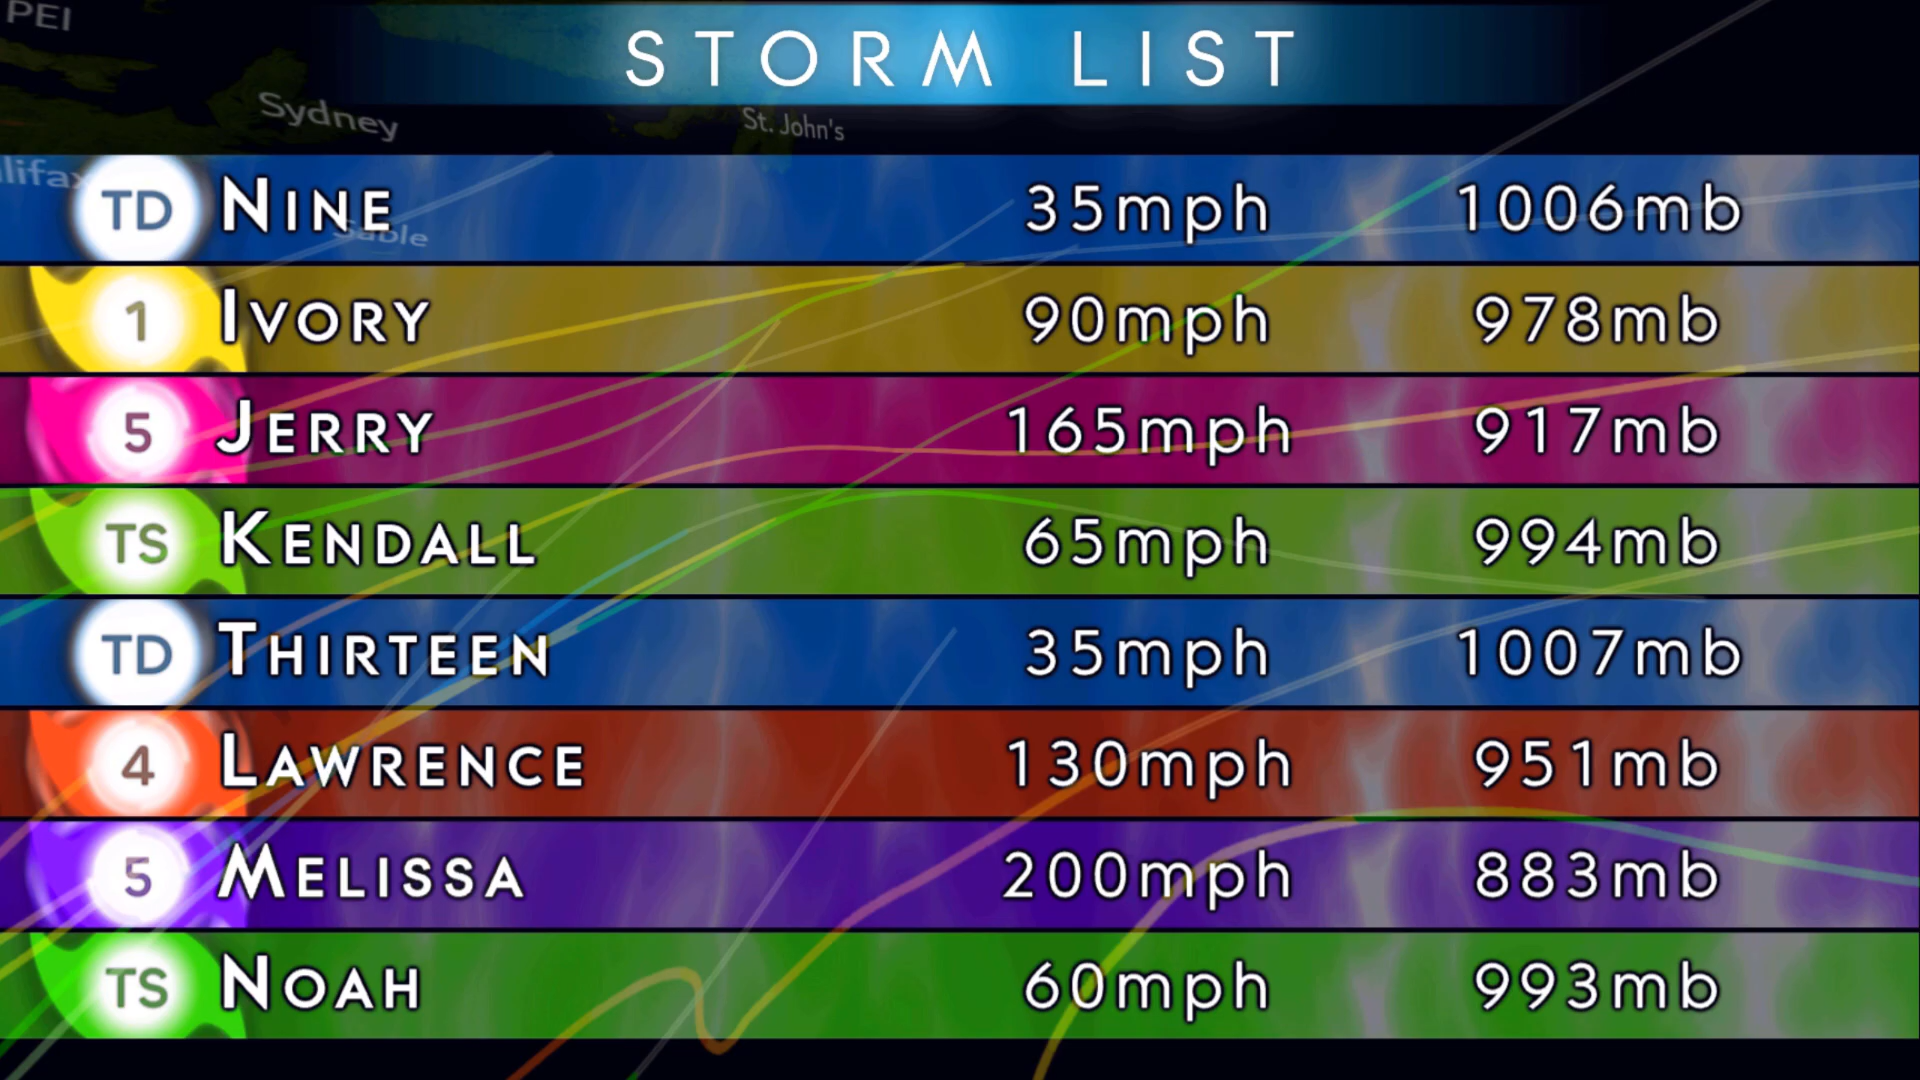 PEI
STORM LIST
Sydney
St. John's
lifax
TD NINE 35mph 1006mb
Sable
1 IVORY 90mph 978mb
5 JERRY 165mph 917mb
TS KENDALL 65mph 994mb
TD THIRTEEN 35mph 1007mb
4 LAWRENCE 130mph 951mb
5 MELISSA 200mph 883mb
TS NOAH 60mph 993mb